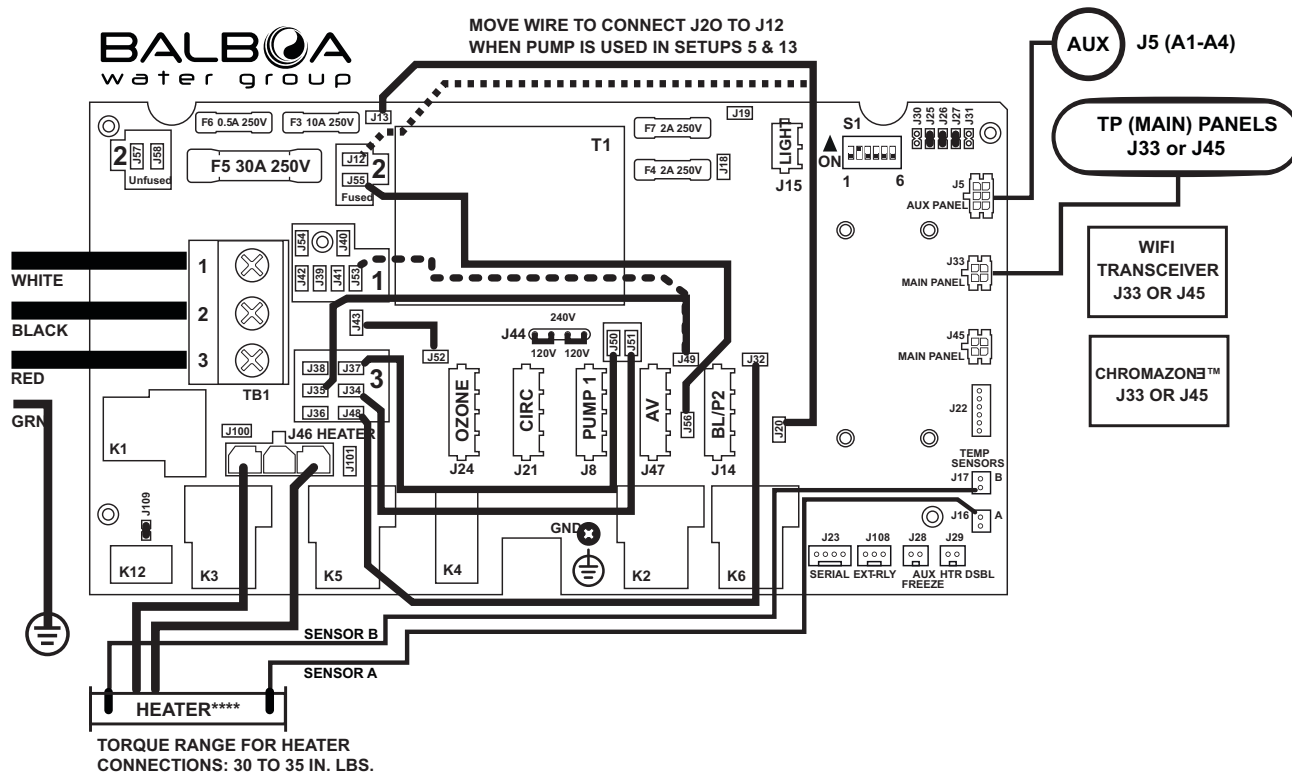 MOVE WIRE TO CONNECT J2O TO J12
WHEN PUMP IS USED IN SETUPS 5 & 13
BALBOA
water group
AUX
J5 (A1-A4)
TP (MAIN) PANELS
J33 or J45
WIFI
TRANSCEIVER
J33 OR J45
CHROMAZONƎ™
J33 OR J45
F6 0.5A 250V
F3 10A 250V
J13
F7 2A 250V
J19
S1
J30
J25
J26
J27
J31
2
J57
J58
Unfused
F5 30A 250V
J12
2
J55
Fused
T1
F4 2A 250V
J18
LIGHT
J15
ON
1
6
J5
AUX PANEL
J54
J40
J42
J39
J41
J53
1
WHITE
1
BLACK
2
RED
3
TB1
GRN
J33
MAIN PANEL
J43
J52
J44
240V
120V
120V
J50
J51
J49
J32
J45
MAIN PANEL
J38
J37
3
J35
J34
J36
J48
OZONE
J24
CIRC
J21
PUMP 1
J8
AV
J47
J56
BL/P2
J14
J20
J22
K1
J100
J46 HEATER
J101
TEMP
SENSORS
J17
B
J16
A
J109
K12
K3
K5
K4
GND
K2
K6
J23
SERIAL
J108
EXT-RLY
J28
AUX
FREEZE
J29
HTR DSBL
SENSOR B
SENSOR A
HEATER****
TORQUE RANGE FOR HEATER
CONNECTIONS: 30 TO 35 IN. LBS.